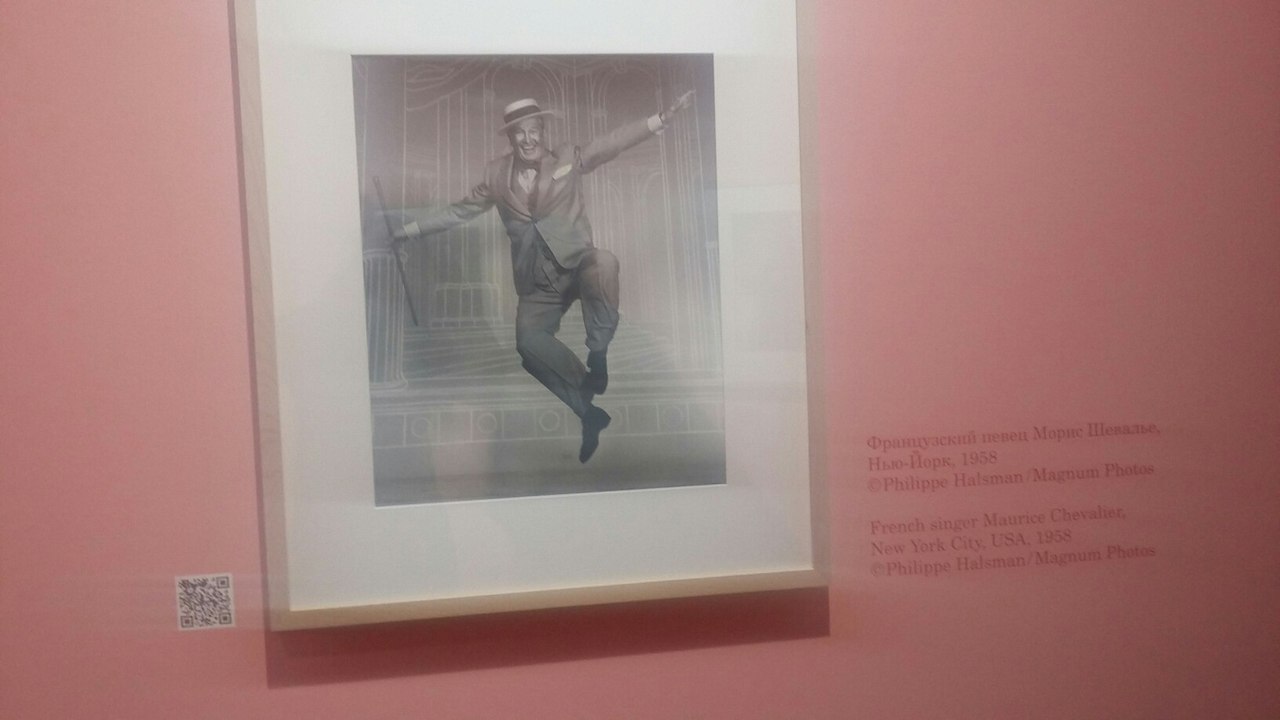 Французский певец Морис Шевалье,
Нью-Йорк, 1958
©Philippe Halsman/Magnum Photos
French singer Maurice Chevalier,
New York City, USA, 1958
©Philippe Halsman/Magnum Photos